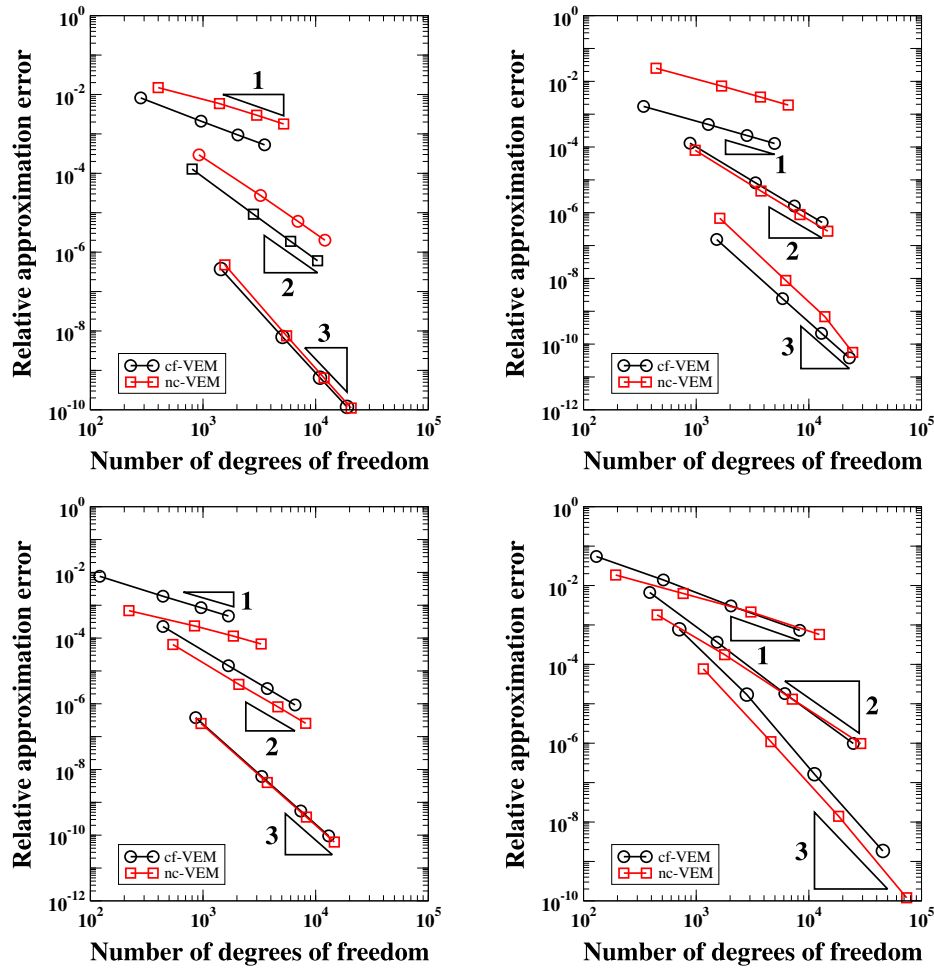 Relative approximation error
10^0
10^-2
10^-4
10^-6
10^-8
10^-10
1
2
3
cf-VEM
nc-VEM
10^2 10^3 10^4 10^5
Number of degrees of freedom
Relative approximation error
10^0
10^-2
10^-4
10^-6
10^-8
10^-10
10^-12
1
2
3
cf-VEM
nc-VEM
10^2 10^3 10^4 10^5
Number of degrees of freedom
Relative approximation error
10^0
10^-2
10^-4
10^-6
10^-8
10^-10
10^-12
1
2
3
cf-VEM
nc-VEM
10^2 10^3 10^4 10^5
Number of degrees of freedom
Relative approximation error
10^0
10^-2
10^-4
10^-6
10^-8
10^-10
1
2
3
cf-VEM
nc-VEM
10^2 10^3 10^4 10^5
Number of degrees of freedom